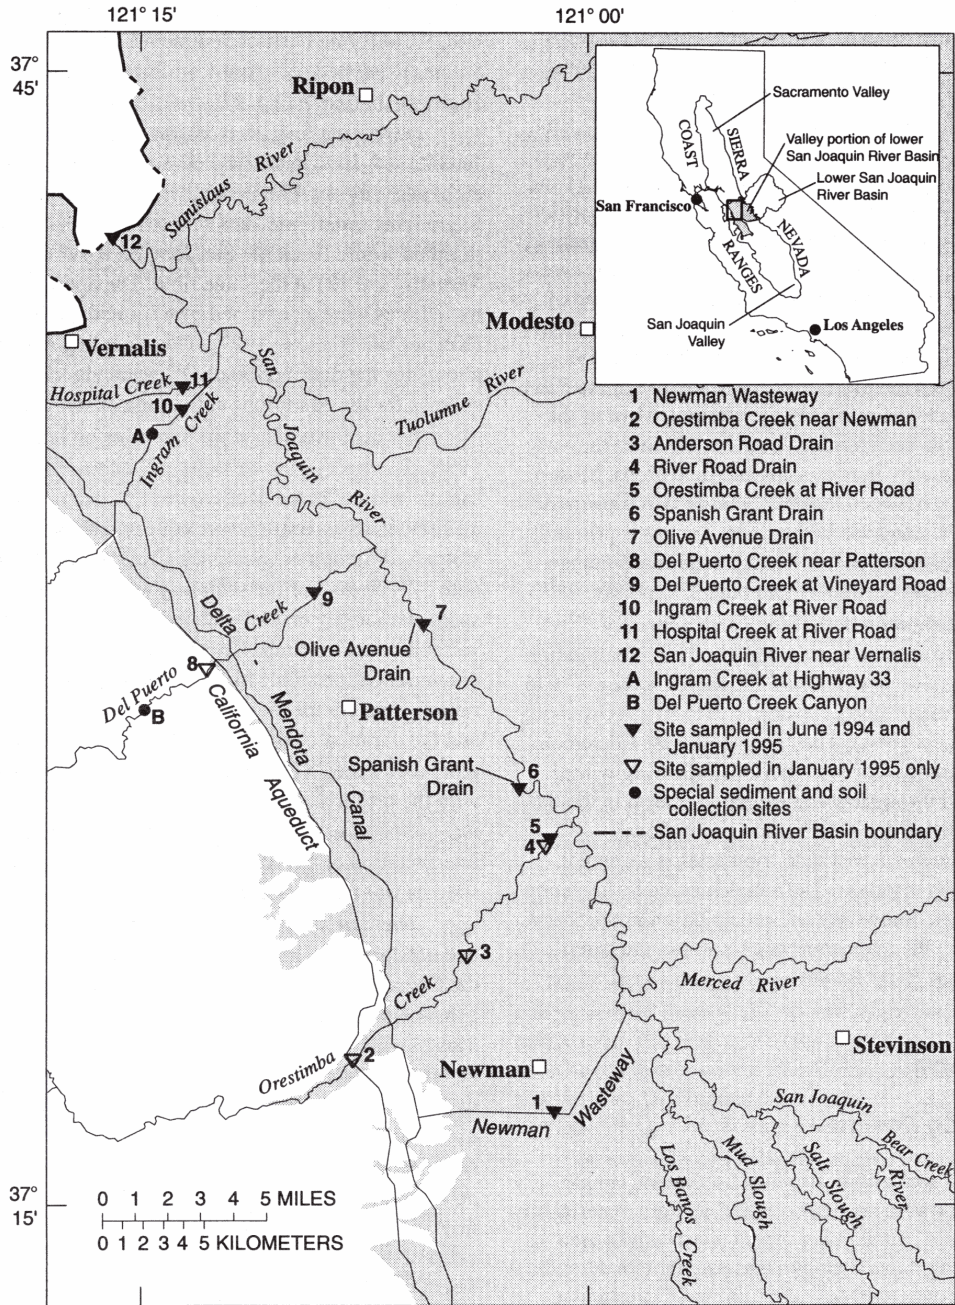 121° 15'
121° 00'
37°
45'
Ripon
Stanislaus River
12
Vernalis
Modesto
Hospital Creek
11
10
A
Ingram Creek
San Joaquin River
Tuolumne River
Sacramento Valley
COAST
SIERRA
Valley portion of lower
San Joaquin River Basin
Lower San Joaquin
River Basin
San Francisco
NEVADA
RANGES
San Joaquin
Valley
Los Angeles
1 Newman Wasteway
2 Orestimba Creek near Newman
3 Anderson Road Drain
4 River Road Drain
5 Orestimba Creek at River Road
6 Spanish Grant Drain
7 Olive Avenue Drain
8 Del Puerto Creek near Patterson
9 Del Puerto Creek at Vineyard Road
10 Ingram Creek at River Road
11 Hospital Creek at River Road
12 San Joaquin River near Vernalis
A Ingram Creek at Highway 33
B Del Puerto Creek Canyon
Site sampled in June 1994 and
January 1995
Site sampled in January 1995 only
Special sediment and soil
collection sites
San Joaquin River Basin boundary
9
7
Olive Avenue
Drain
8
Del Puerto Creek
B
Delta Mendota Canal
California Aqueduct
Patterson
Spanish Grant
Drain
6
5
4
3
Orestimba Creek
2
Merced River
Stevinson
Newman
1
Newman Wasteway
San Joaquin River
Bear Creek
Salt Slough
Mud Slough
Los Banos Creek
37°
15'
0 1 2 3 4 5 MILES
0 1 2 3 4 5 KILOMETERS